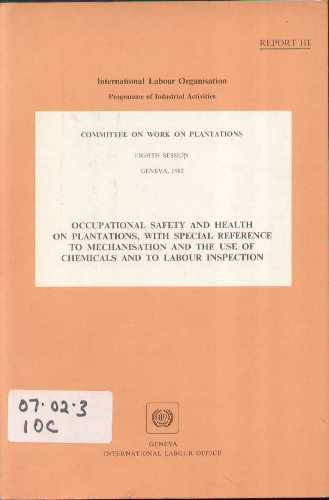 REPORT III
International Labour Organisation
Programme of Industrial Activities
COMMITTEE ON WORK ON PLANTATIONS
EIGHTH SESSION
GENEVA, 1982
OCCUPATIONAL SAFETY AND HEALTH
ON PLANTATIONS, WITH SPECIAL REFERENCE
TO MECHANISATION AND THE USE OF
CHEMICALS AND TO LABOUR INSPECTION
07.02.3
IOC
GENEVA
INTERNATIONAL LABOUR OFFICE